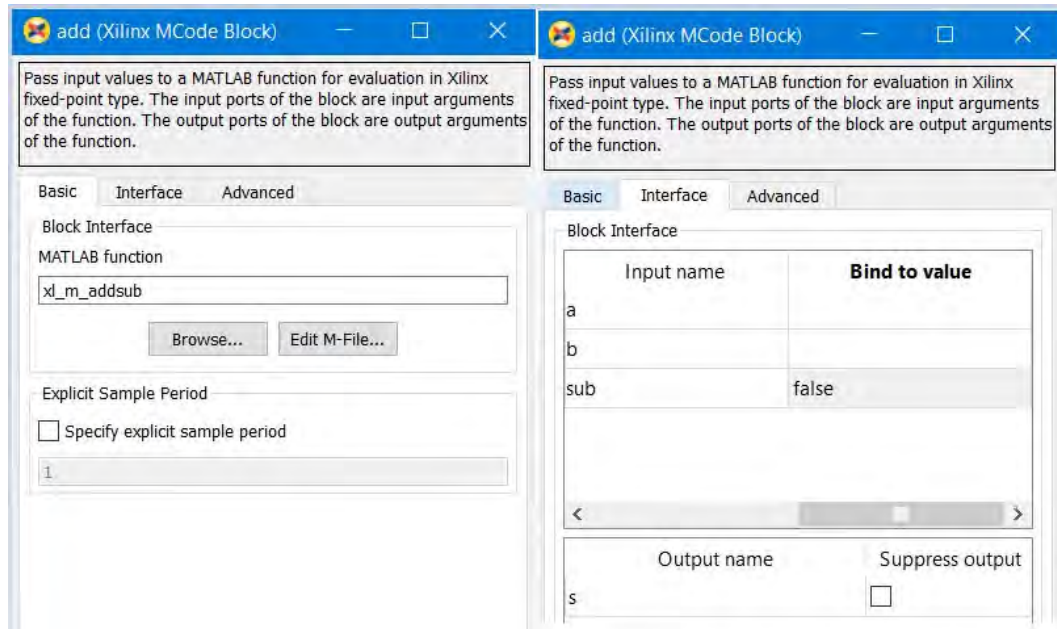 add (Xilinx MCode Block)
Pass input values to a MATLAB function for evaluation in Xilinx
fixed-point type. The input ports of the block are input arguments
of the function. The output ports of the block are output arguments
of the function.
Basic Interface Advanced
Block Interface
MATLAB function
xl_m_addsub
Browse... Edit M-File...
Explicit Sample Period
Specify explicit sample period
1
add (Xilinx MCode Block)
Pass input values to a MATLAB function for evaluation in Xilinx
fixed-point type. The input ports of the block are input arguments
of the function. The output ports of the block are output arguments
of the function.
Basic Interface Advanced
Block Interface
Input name Bind to value
a
b
sub false
Output name Suppress output
s